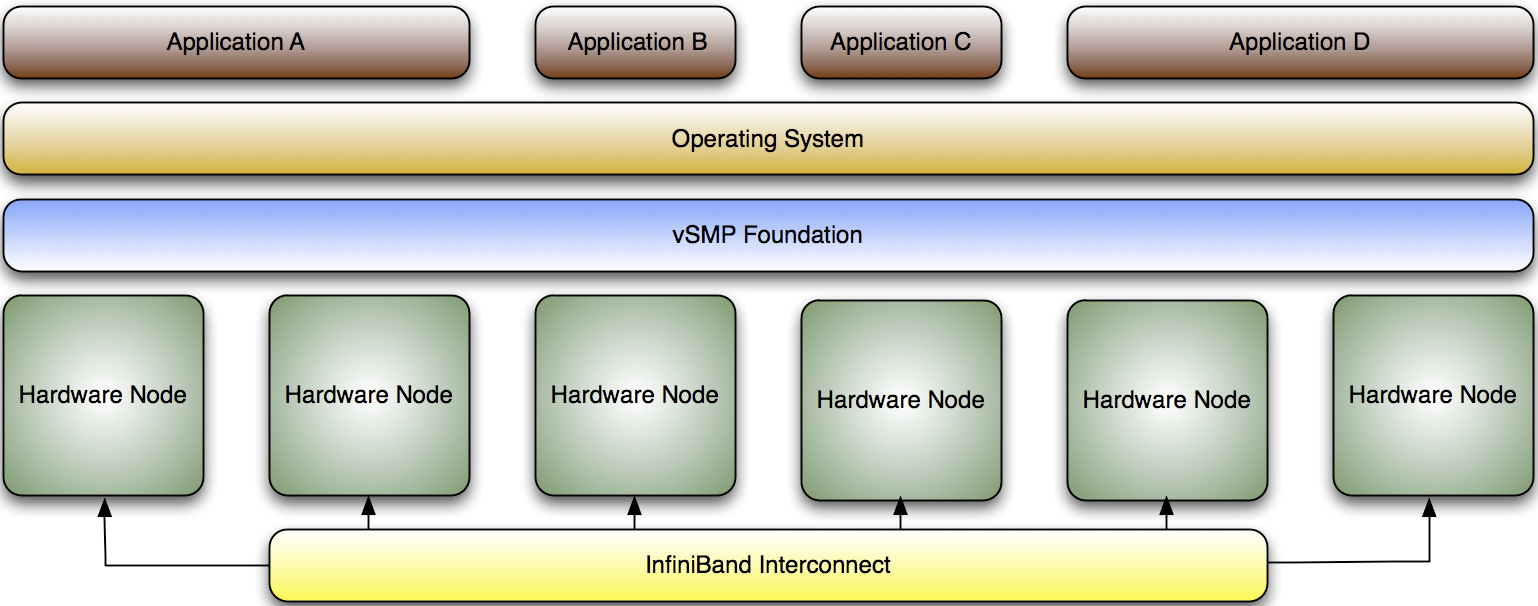 Application A
Application B
Application C
Application D
Operating System
vSMP Foundation
Hardware Node
Hardware Node
Hardware Node
Hardware Node
Hardware Node
Hardware Node
InfiniBand Interconnect